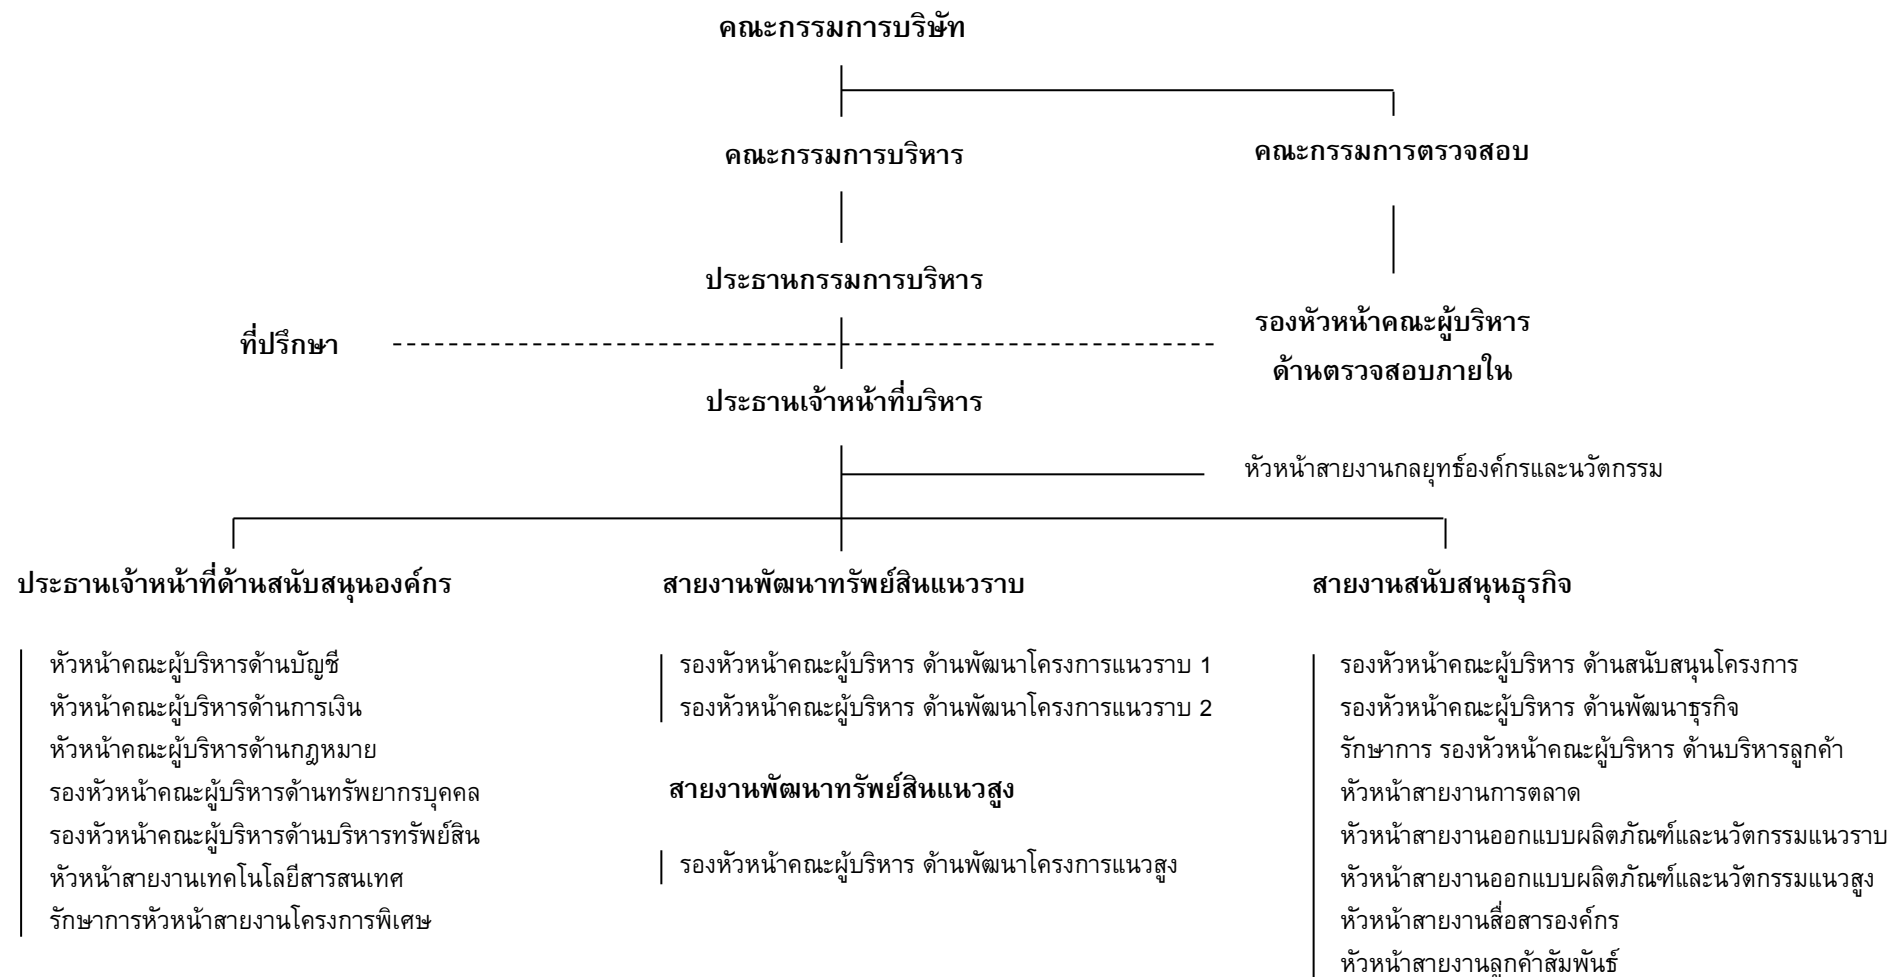 คณะกรรมการบริษัท
คณะกรรมการบริหาร
คณะกรรมการตรวจสอบ
ประธานกรรมการบริหาร
ที่ปรึกษา
รองหัวหน้าคณะผู้บริหาร
ด้านตรวจสอบภายใน
ประธานเจ้าหน้าที่บริหาร
หัวหน้าสายงานกลยุทธ์องค์กรและนวัตกรรม
ประธานเจ้าหน้าที่ด้านสนับสนุนองค์กร
หัวหน้าคณะผู้บริหารด้านบัญชี
หัวหน้าคณะผู้บริหารด้านการเงิน
หัวหน้าคณะผู้บริหารด้านกฎหมาย
รองหัวหน้าคณะผู้บริหารด้านทรัพยากรบุคคล
รองหัวหน้าคณะผู้บริหารด้านบริหารทรัพย์สิน
หัวหน้าสายงานเทคโนโลยีสารสนเทศ
รักษาการหัวหน้าสายงานโครงการพิเศษ
สายงานพัฒนาทรัพย์สินแนวราบ
รองหัวหน้าคณะผู้บริหาร ด้านพัฒนาโครงการแนวราบ 1
รองหัวหน้าคณะผู้บริหาร ด้านพัฒนาโครงการแนวราบ 2
สายงานพัฒนาทรัพย์สินแนวสูง
รองหัวหน้าคณะผู้บริหาร ด้านพัฒนาโครงการแนวสูง
สายงานสนับสนุนธุรกิจ
รองหัวหน้าคณะผู้บริหาร ด้านสนับสนุนโครงการ
รองหัวหน้าคณะผู้บริหาร ด้านพัฒนาธุรกิจ
รักษาการ รองหัวหน้าคณะผู้บริหาร ด้านบริหารลูกค้า
หัวหน้าสายงานการตลาด
หัวหน้าสายงานออกแบบผลิตภัณฑ์และนวัตกรรมแนวราบ
หัวหน้าสายงานออกแบบผลิตภัณฑ์และนวัตกรรมแนวสูง
หัวหน้าสายงานสื่อสารองค์กร
หัวหน้าสายงานลูกค้าสัมพันธ์